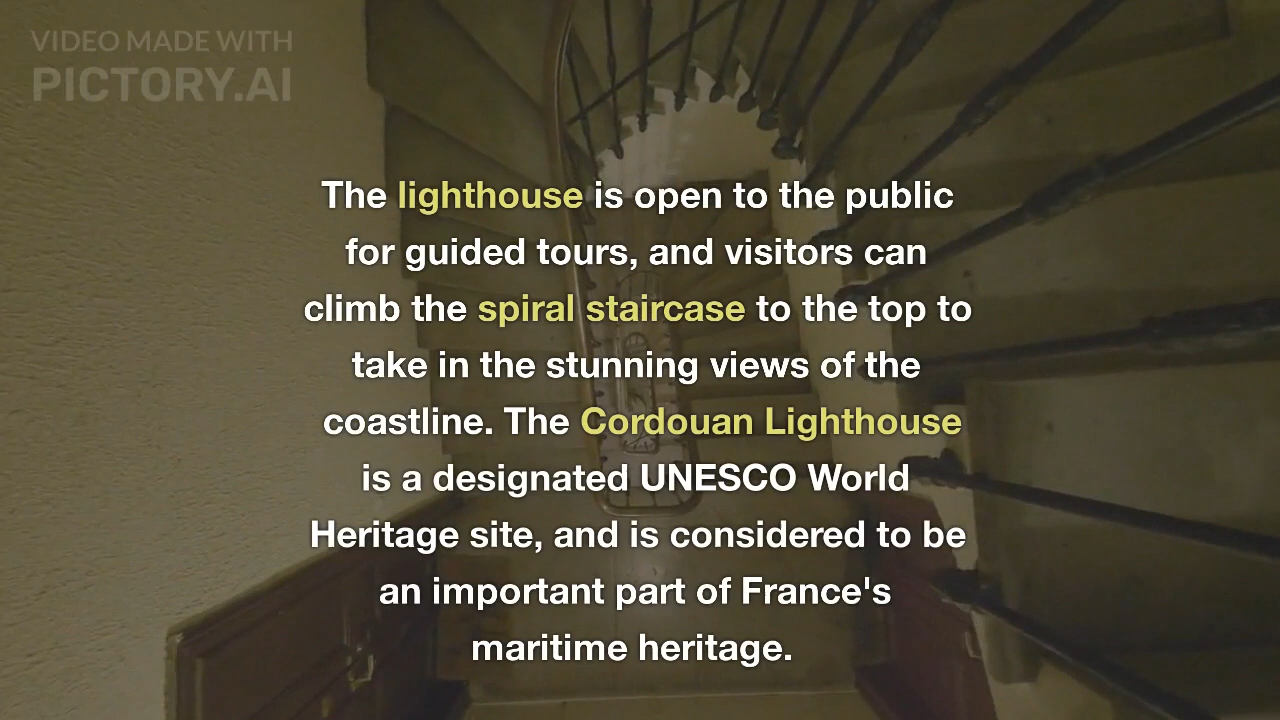 VIDEO MADE WITH
PICTORY.AI
The lighthouse is open to the public
for guided tours, and visitors can
climb the spiral staircase to the top to
take in the stunning views of the
coastline. The Cordouan Lighthouse
is a designated UNESCO World
Heritage site, and is considered to be
an important part of France's
maritime heritage.